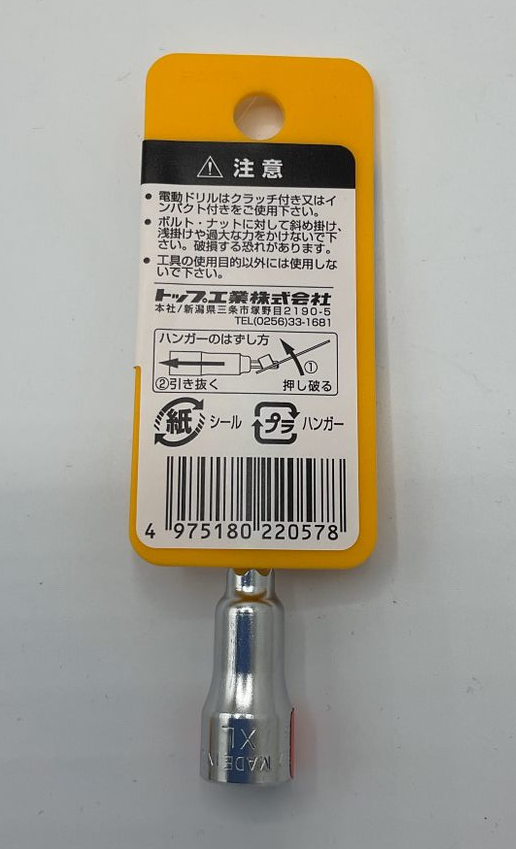 注意
• 電動ドリルはクラッチ付き又はイ
ンパクト付きをご使用下さい。
• ボルト・ナットに対して斜め掛け、
浅掛けや過大な力をかけないで下
さい。破損する恐れがあります。
• 工具の使用目的以外には使用しな
いで下さい。
トップ工業株式会社
本社/新潟県三条市塚野目2190-5
TEL(0256)33-1681
ハンガーのはずし方
①
②引き抜く 押し破る
紙 シール プラ ハンガー
4 975180 220578
XL
MADE